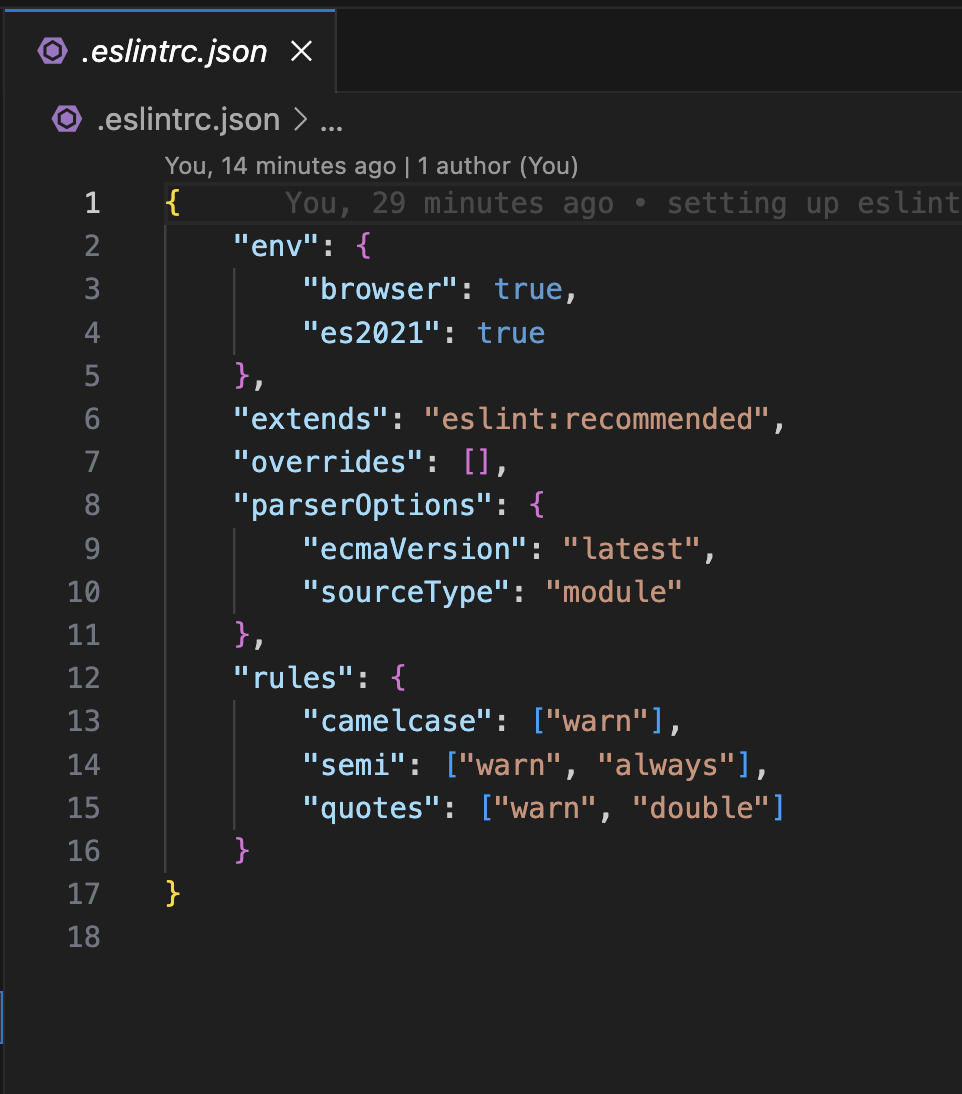 .eslintrc.json
.eslintrc.json > ...
You, 14 minutes ago | 1 author (You)
1 { You, 29 minutes ago • setting up eslint
2 "env": {
3 "browser": true,
4 "es2021": true
5 },
6 "extends": "eslint:recommended",
7 "overrides": [],
8 "parserOptions": {
9 "ecmaVersion": "latest",
10 "sourceType": "module"
11 },
12 "rules": {
13 "camelcase": ["warn"],
14 "semi": ["warn", "always"],
15 "quotes": ["warn", "double"]
16 }
17 }
18